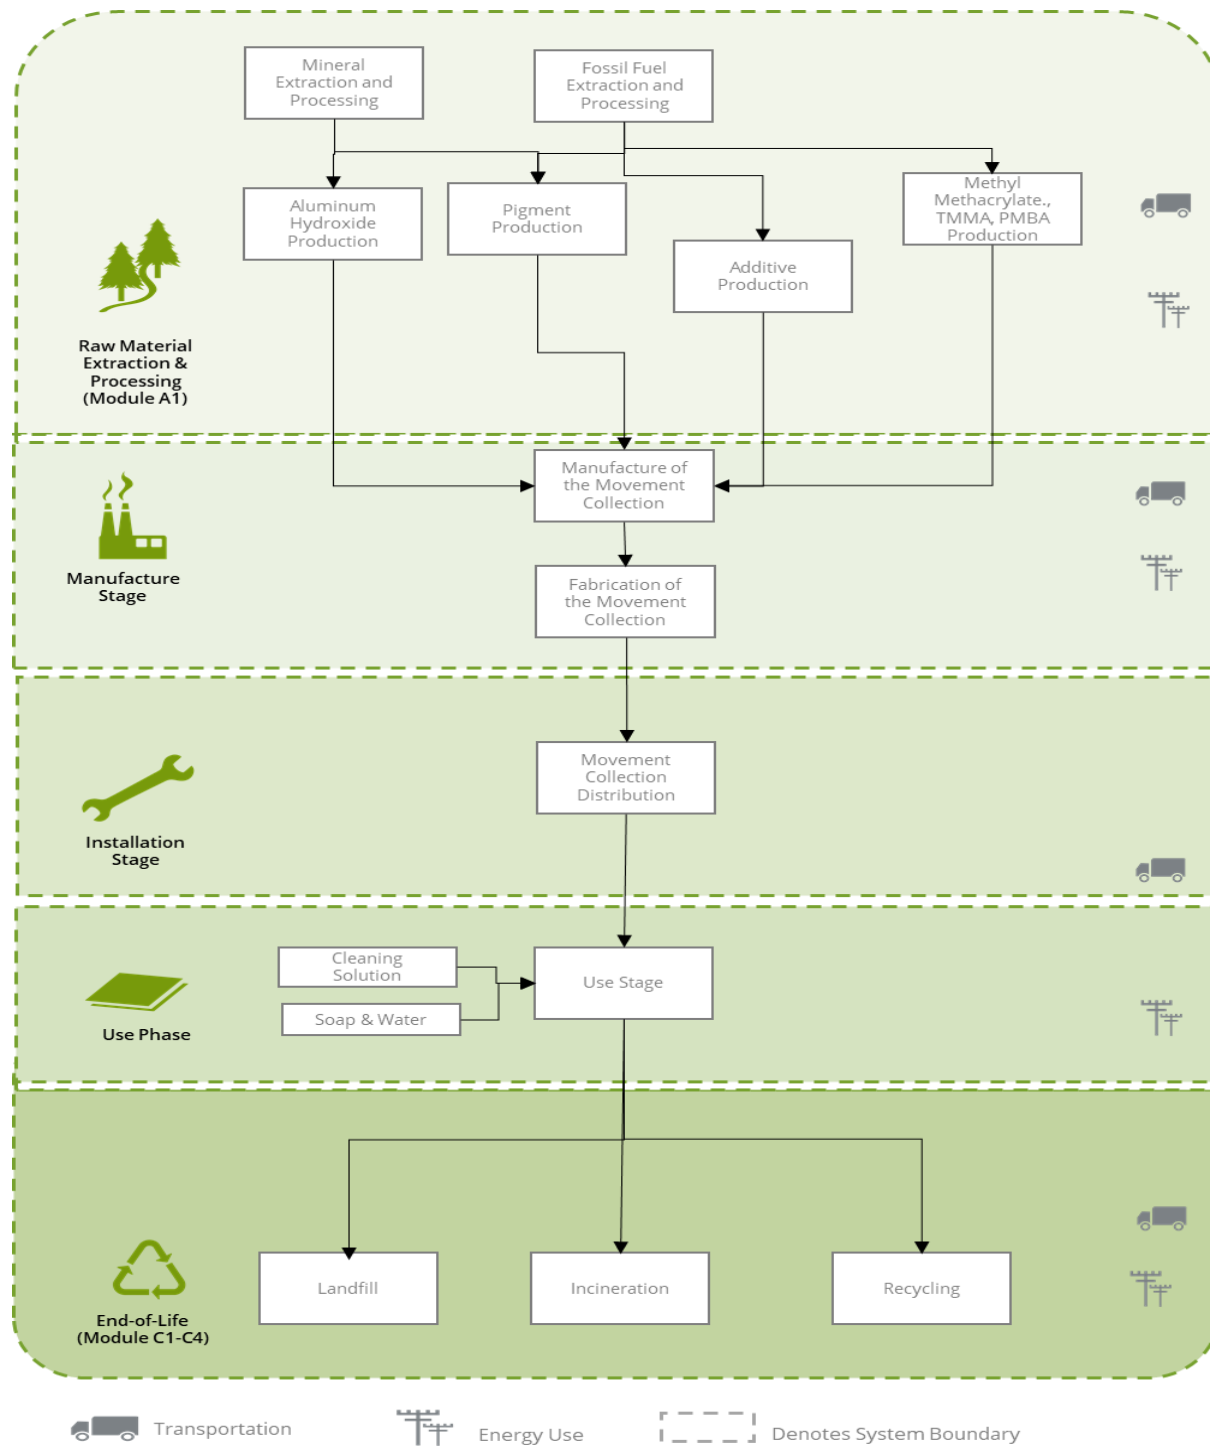 Mineral
Extraction and
Processing
Fossil Fuel
Extraction and
Processing
Aluminum
Hydroxide
Production
Pigment
Production
Additive
Production
Methyl
Methacrylate.,
TMMA, PMBA
Production
Raw Material
Extraction &
Processing
(Module A1)
Manufacture of
the Movement
Collection
Manufacture
Stage
Fabrication of
the Movement
Collection
Movement
Collection
Distribution
Installation
Stage
Cleaning
Solution
Soap & Water
Use Stage
Use Phase
Landfill
Incineration
Recycling
End-of-Life
(Module C1-C4)
Transportation
Energy Use
Denotes System Boundary